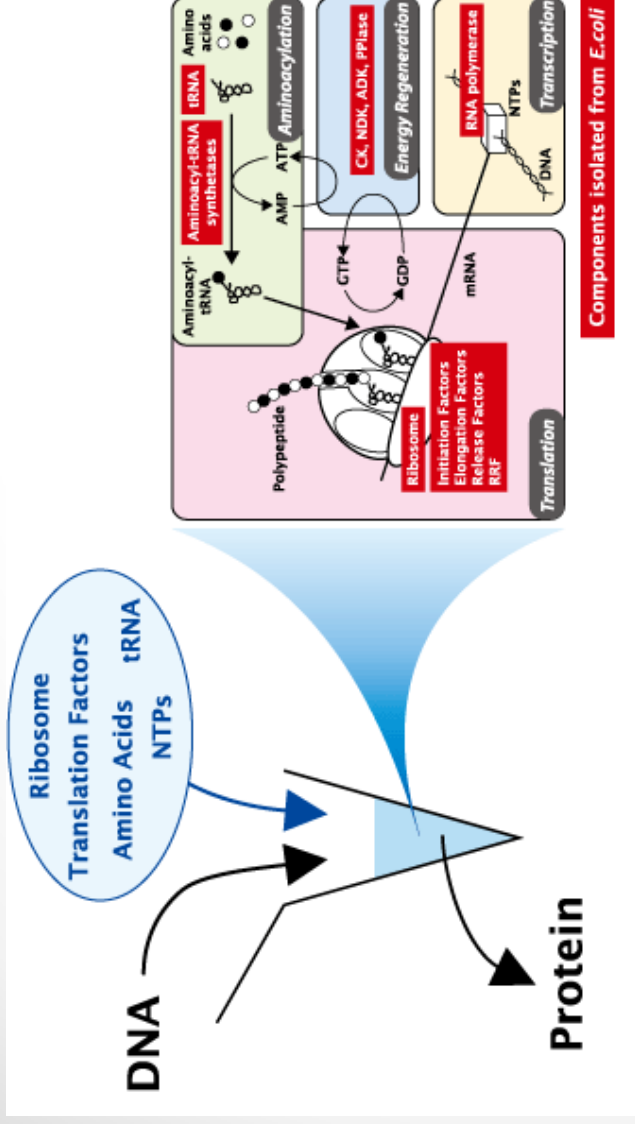 DNA
Ribosome
Translation Factors
Amino Acids
tRNA
NTPs
Protein
Polypeptide
Aminoacyl-
tRNA
Aminoacyl-tRNA
synthetases
tRNA
Amino
acids
Aminoacylation
AMP
ATP
GTP
GDP
CK, NDK, ADK, PPIase
Energy Regeneration
Ribosome
Initiation Factors
Elongation Factors
Release Factors
RRF
mRNA
Translation
RNA polymerase
NTPs
DNA
Transcription
Components isolated from E.coli